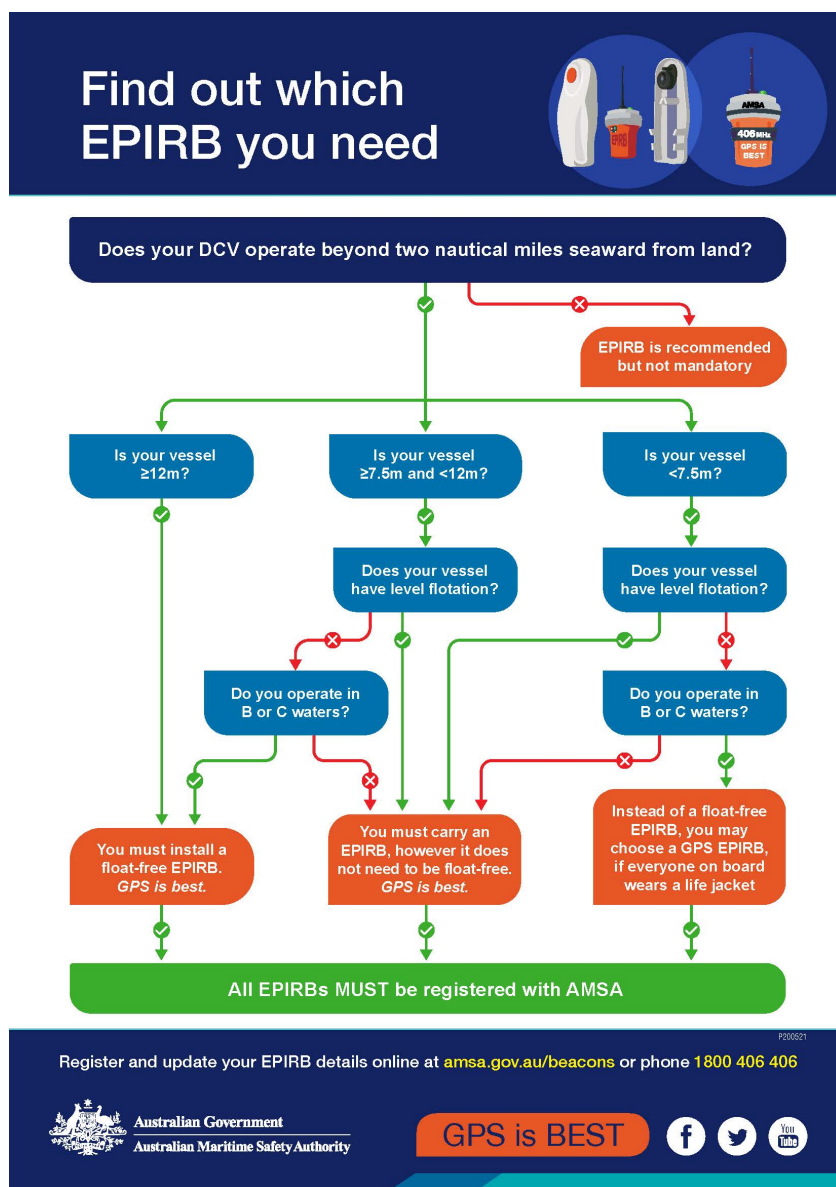 Find out which
EPIRB you need
EPIRB
AMSA
406 MHz
GPS IS
BEST
Does your DCV operate beyond two nautical miles seaward from land?
EPIRB is recommended
but not mandatory
Is your vessel
≥12m?
Is your vessel
≥7.5m and <12m?
Is your vessel
<7.5m?
Does your vessel
have level flotation?
Does your vessel
have level flotation?
Do you operate in
B or C waters?
Do you operate in
B or C waters?
You must install a
float-free EPIRB.
GPS is best.
You must carry an
EPIRB, however it does
not need to be float-free.
GPS is best.
Instead of a float-free
EPIRB, you may
choose a GPS EPIRB,
if everyone on board
wears a life jacket
All EPIRBs MUST be registered with AMSA
P200521
Register and update your EPIRB details online at amsa.gov.au/beacons or phone 1800 406 406
Australian Government
Australian Maritime Safety Authority
GPS is BEST
f
You
Tube